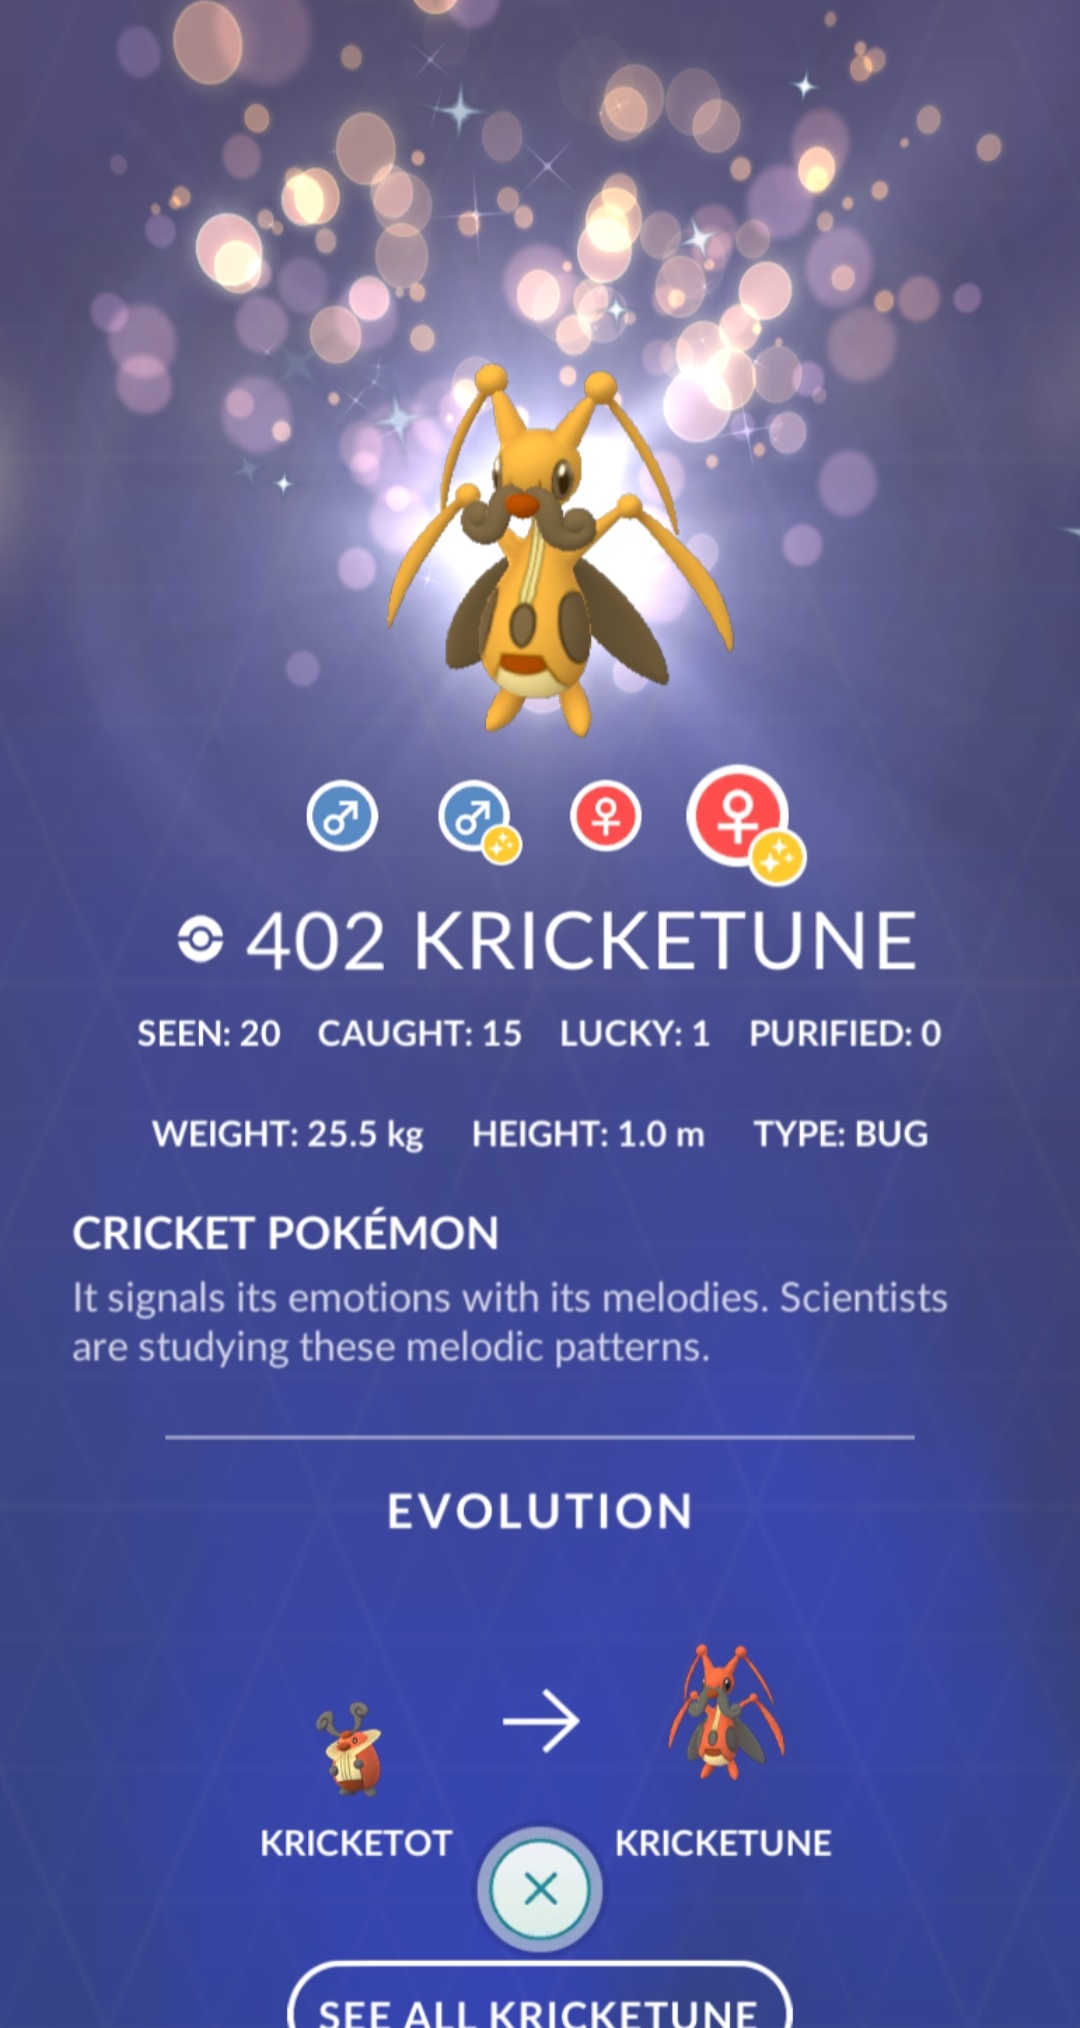 402 KRICKETUNE
SEEN: 20 CAUGHT: 15 LUCKY: 1 PURIFIED: 0
WEIGHT: 25.5 kg HEIGHT: 1.0 m TYPE: BUG
CRICKET POKÉMON
It signals its emotions with its melodies. Scientists
are studying these melodic patterns.
EVOLUTION
KRICKETOT KRICKETUNE
SEE ALL KRICKETUNE